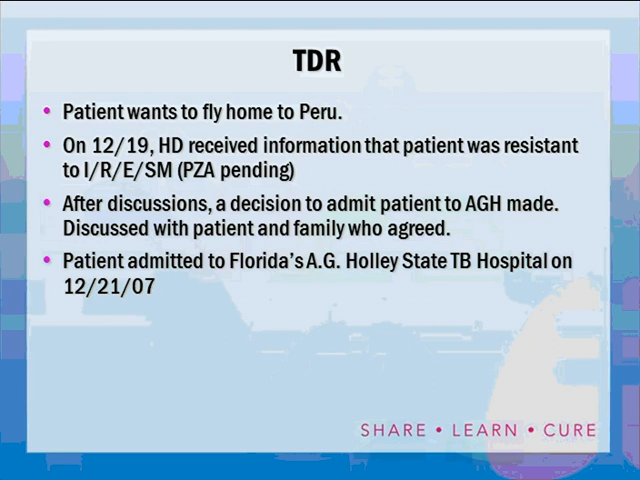 TDR
• Patient wants to fly home to Peru.
• On 12/19, HD received information that patient was resistant
to I/R/E/SM (PZA pending)
• After discussions, a decision to admit patient to AGH made.
Discussed with patient and family who agreed.
• Patient admitted to Florida's A.G. Holley State TB Hospital on
12/21/07
SHARE • LEARN • CURE